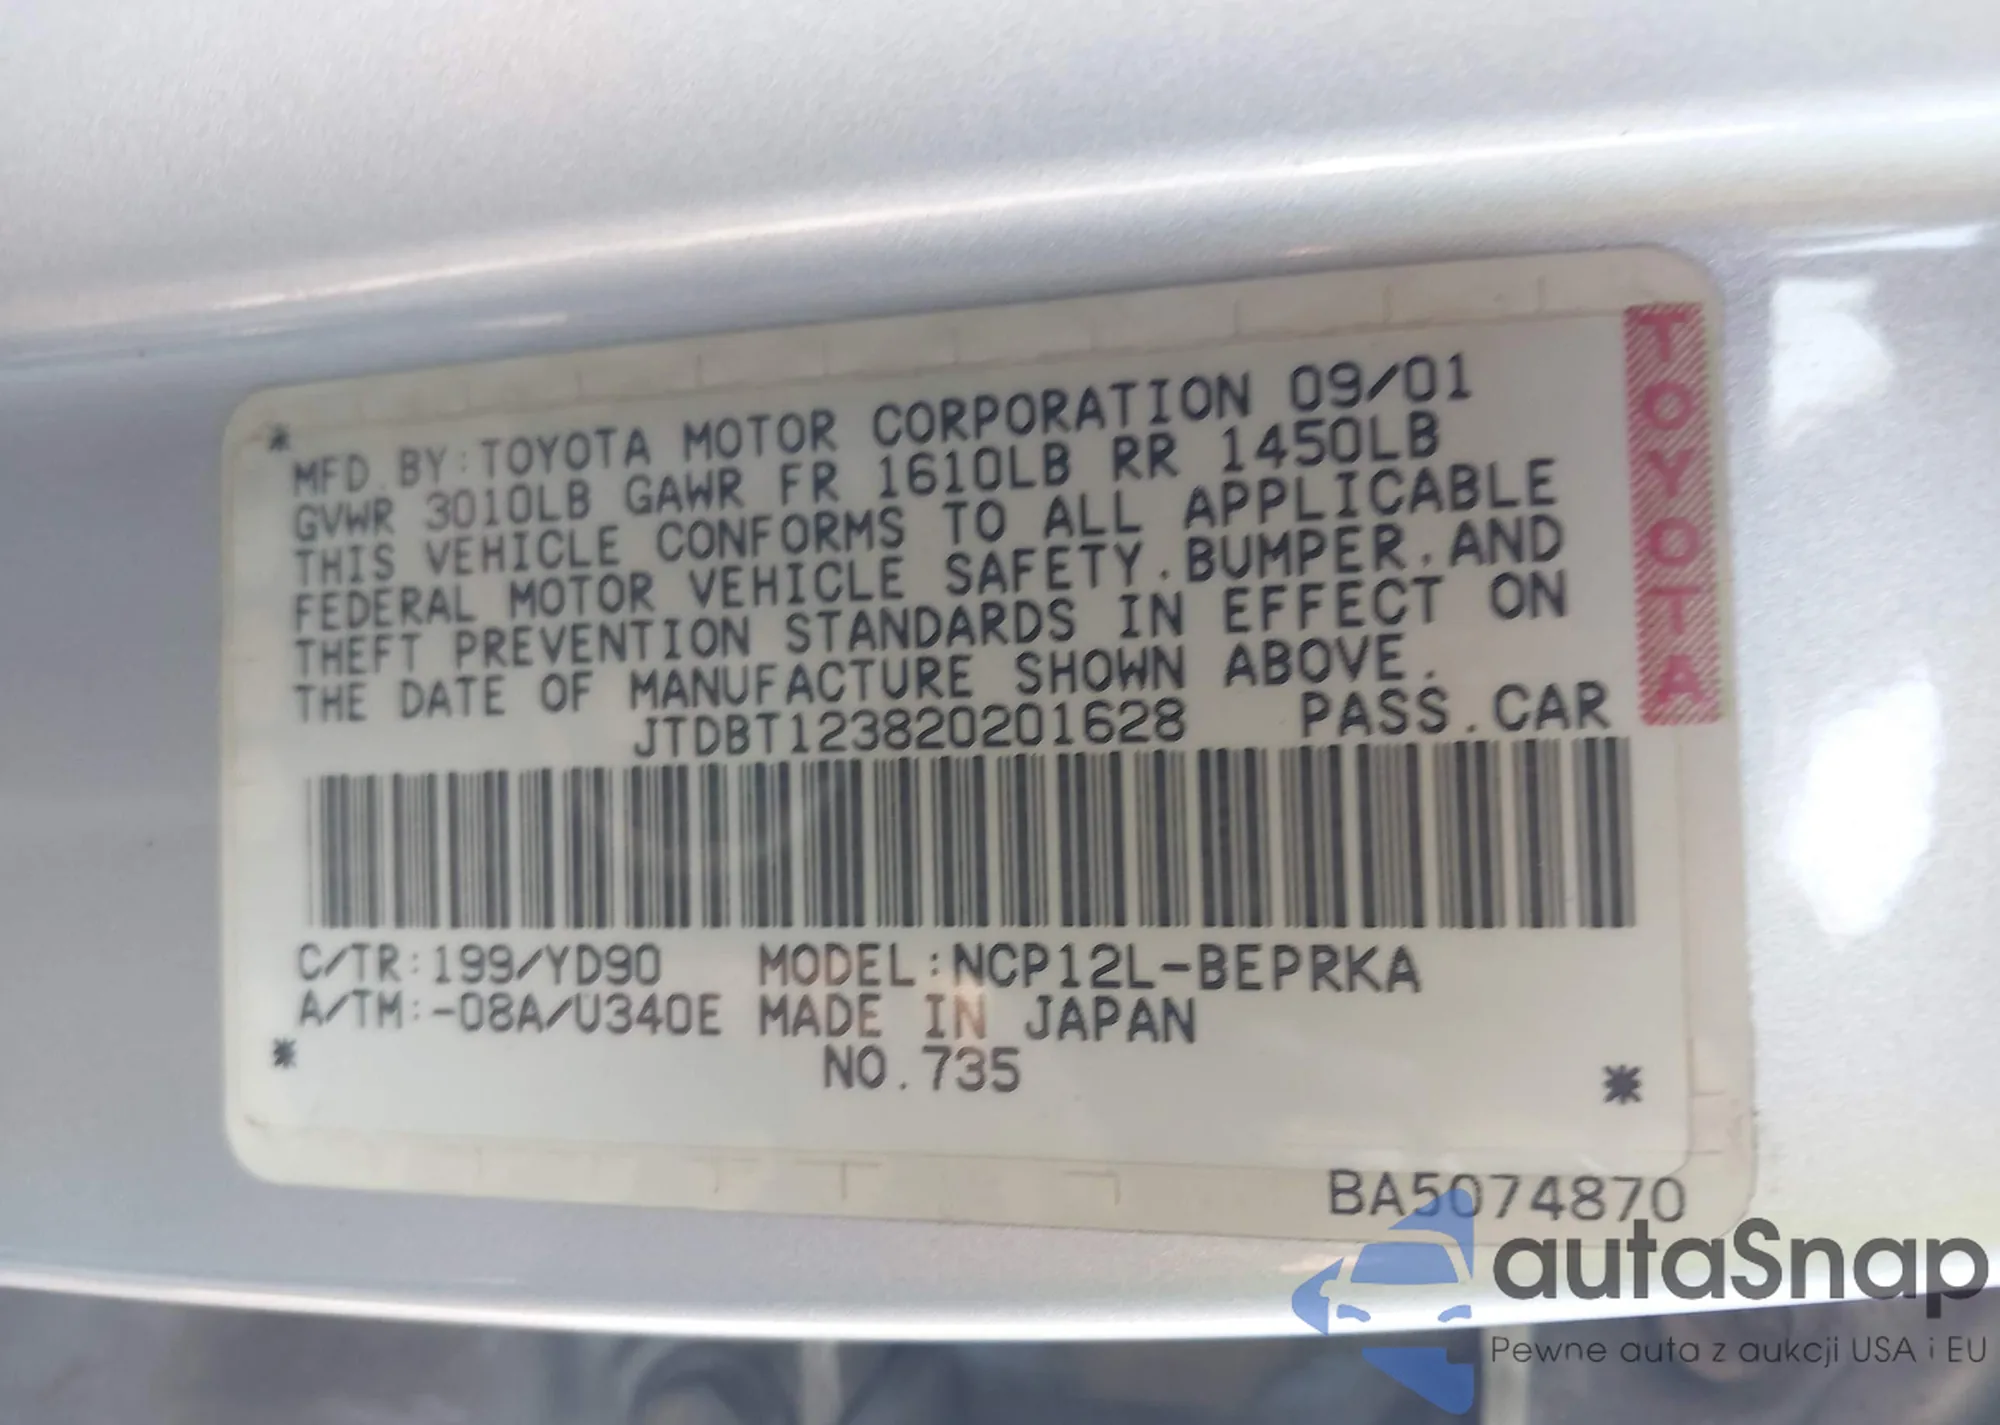 MFD.BY:TOYOTA MOTOR CORPORATION 09/01
GVWR 3010LB GAWR FR 1610LB RR 1450LB
THIS VEHICLE CONFORMS TO ALL APPLICABLE
FEDERAL MOTOR VEHICLE SAFETY.BUMPER.AND
THEFT PREVENTION STANDARDS IN EFFECT ON
THE DATE OF MANUFACTURE SHOWN ABOVE.
JTDBT123820201628 PASS.CAR
TOYOTA
C/TR:199/YD90 MODEL:NCP12L-BEPRKA
A/TM:-08A/U340E MADE IN JAPAN
NO.735
BA5074870
autaSnap
Pewne auta z aukcji USA i EU